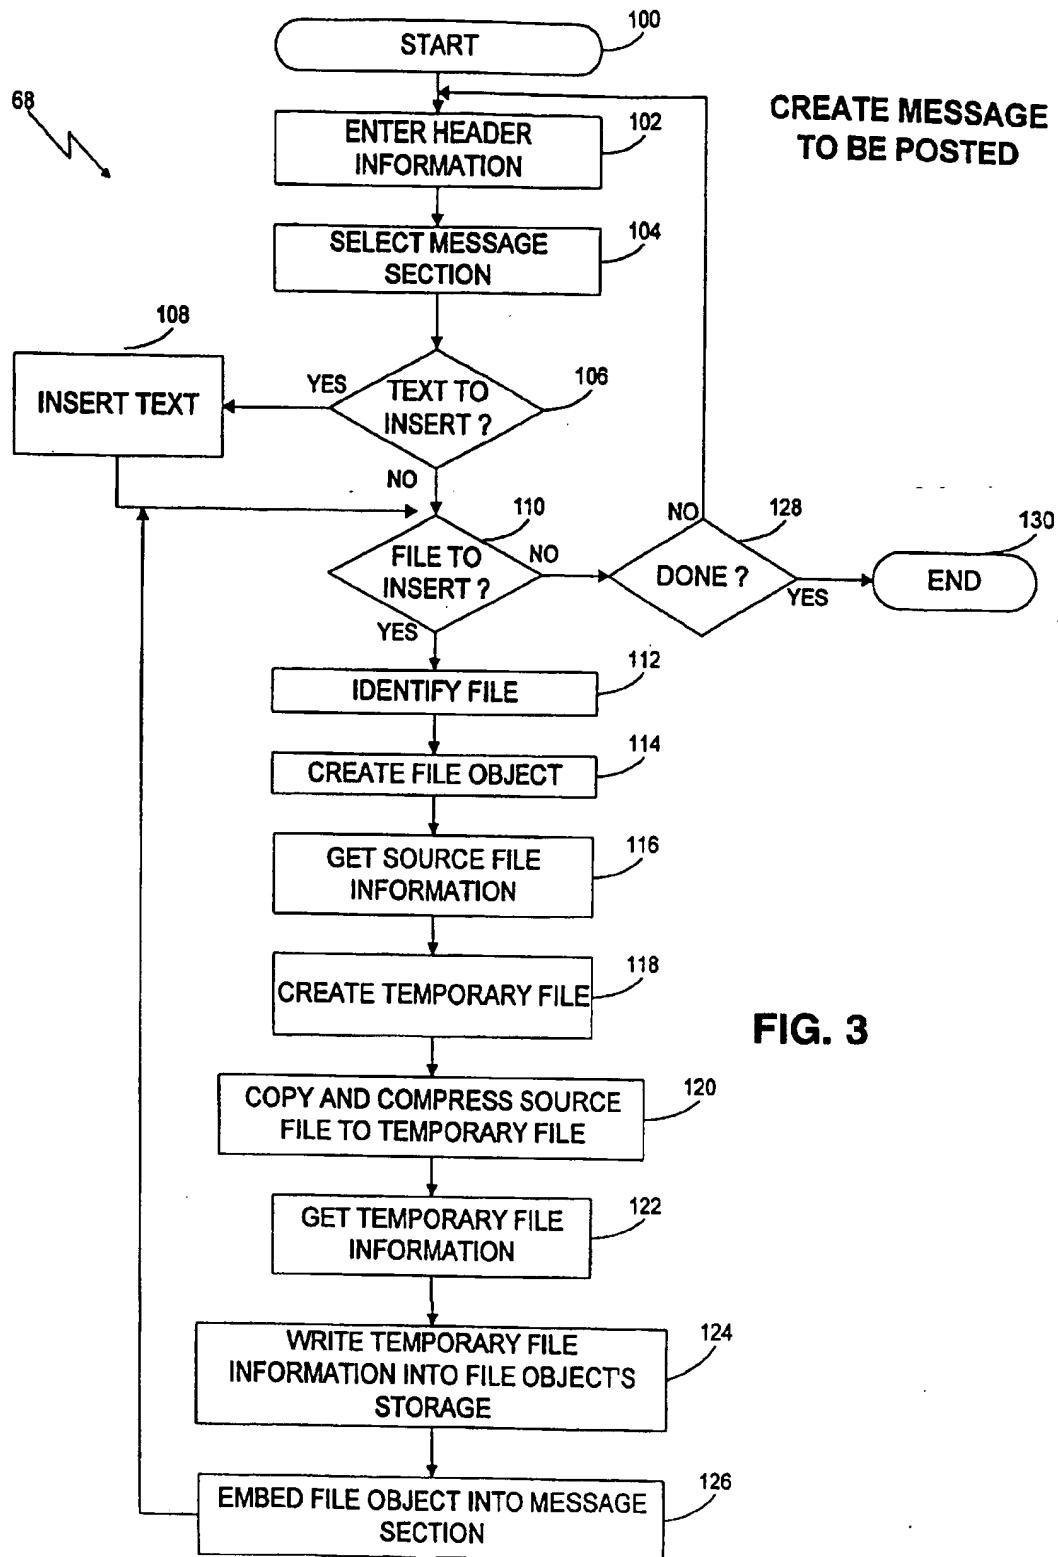 100
START
68
CREATE MESSAGE
TO BE POSTED
102
ENTER HEADER
INFORMATION
104
SELECT MESSAGE
SECTION
108
INSERT TEXT
YES
106
TEXT TO
INSERT ?
NO
110
FILE TO
INSERT ?
NO
YES
NO
128
DONE ?
YES
130
END
112
IDENTIFY FILE
114
CREATE FILE OBJECT
116
GET SOURCE FILE
INFORMATION
118
CREATE TEMPORARY FILE
FIG. 3
120
COPY AND COMPRESS SOURCE
FILE TO TEMPORARY FILE
122
GET TEMPORARY FILE
INFORMATION
124
WRITE TEMPORARY FILE
INFORMATION INTO FILE OBJECT'S
STORAGE
126
EMBED FILE OBJECT INTO MESSAGE
SECTION